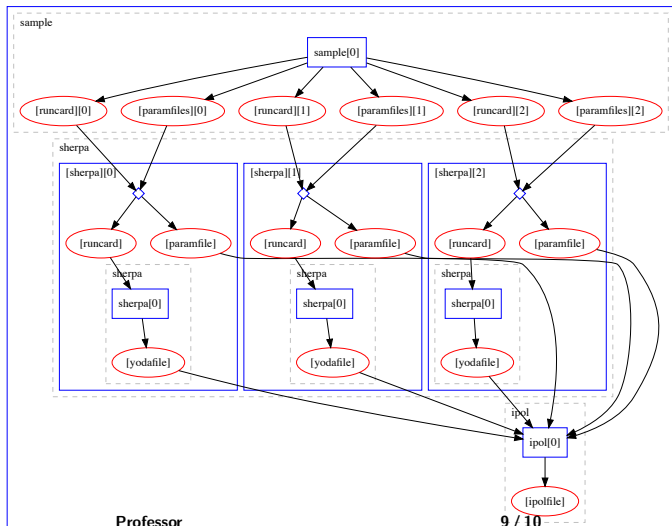 sample
sample[0]
[runcard][0] [paramfiles][0] [runcard][1] [paramfiles][1] [runcard][2] [paramfiles][2]
sherpa
[sherpa][0] [sherpa][1] [sherpa][2]
[runcard] [paramfile] [runcard] [paramfile] [runcard] [paramfile]
sherpa sherpa sherpa
sherpa[0] sherpa[0] sherpa[0]
[yodafile] [yodafile] [yodafile]
ipol
ipol[0]
[ipolfile]
Professor 9 / 10